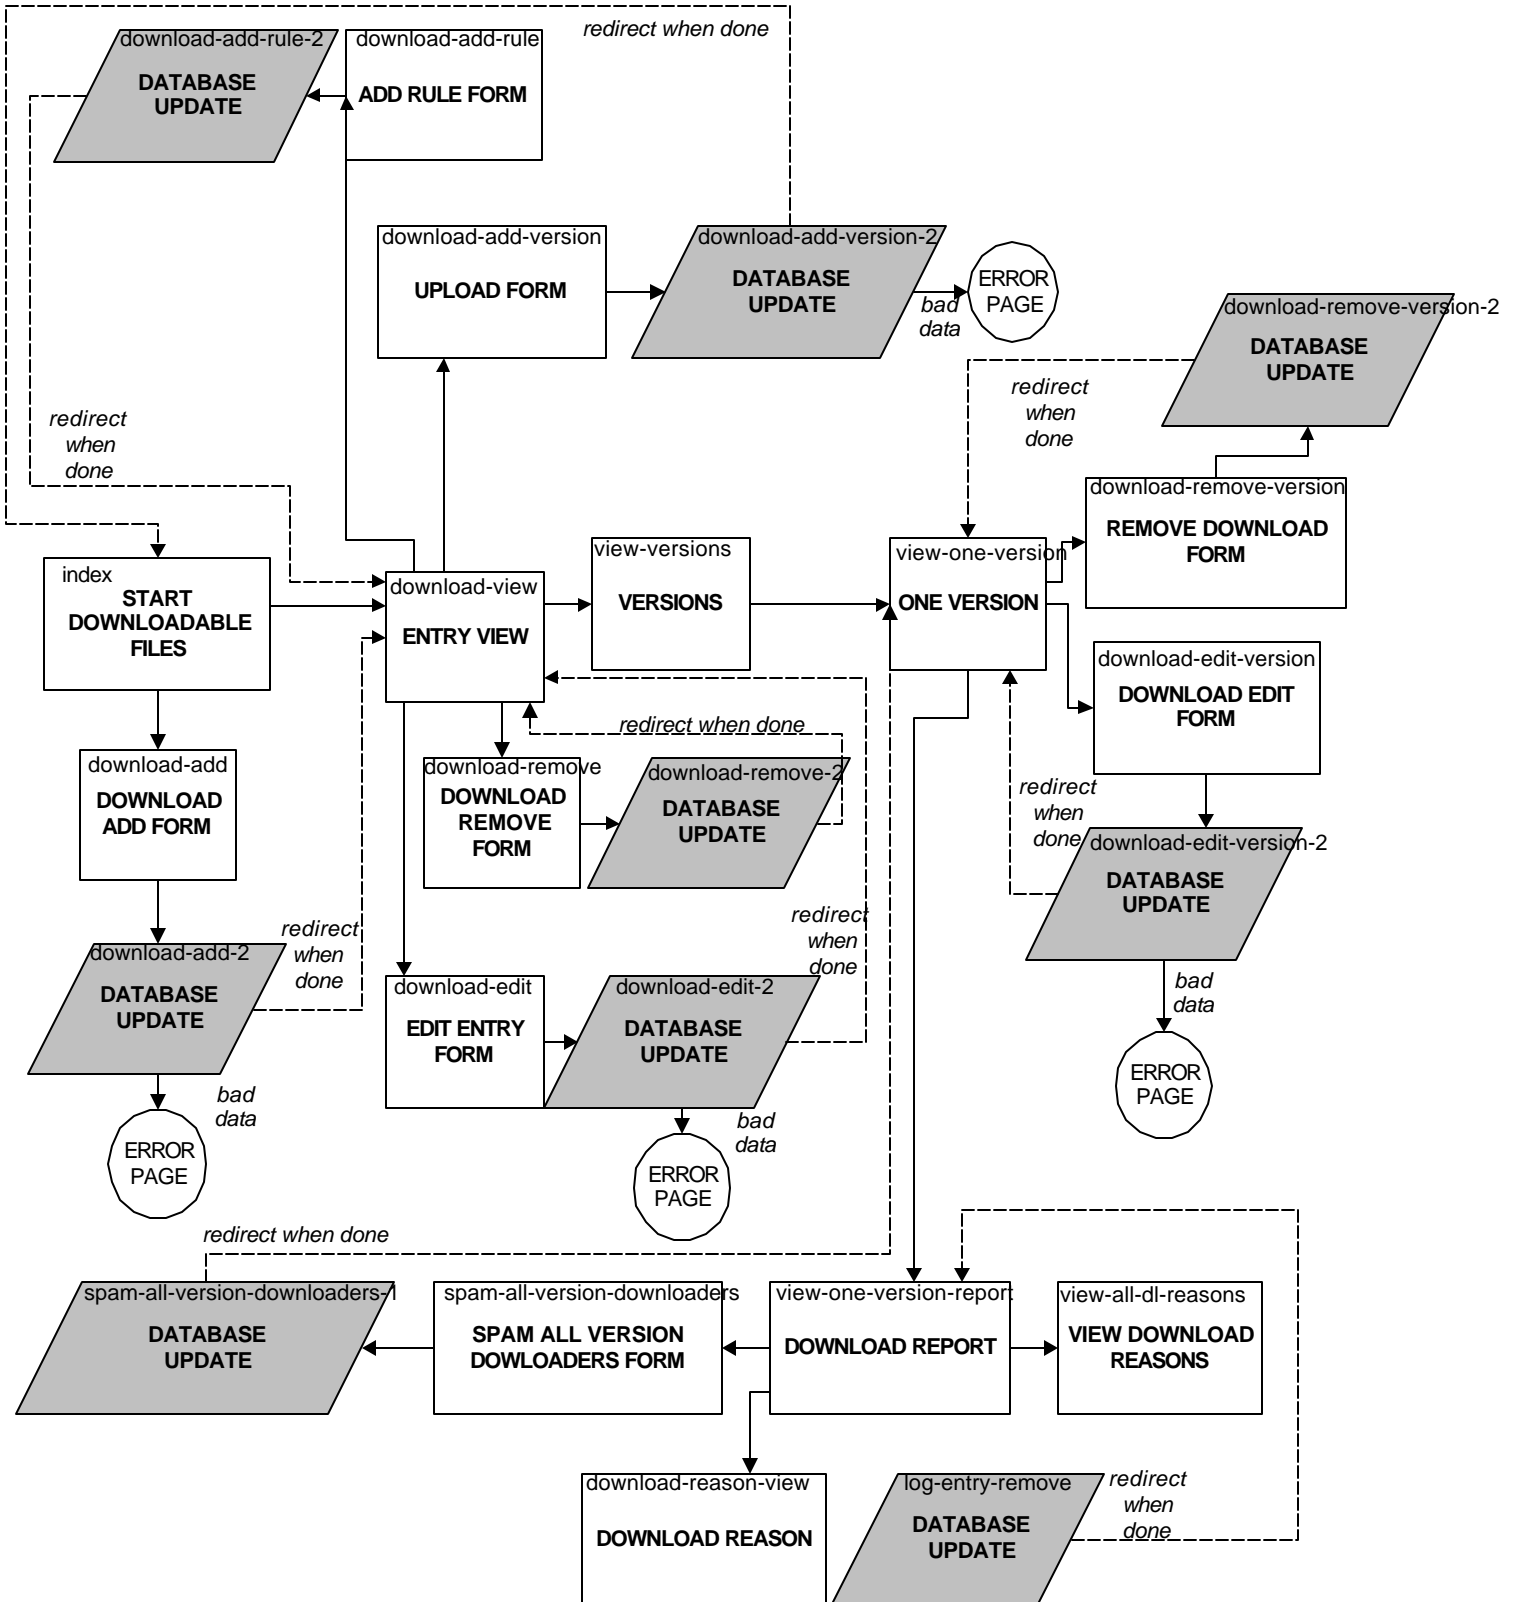 redirect when done
download-add-rule-2
DATABASE
UPDATE
download-add-rule
ADD RULE FORM
download-add-version
UPLOAD FORM
download-add-version-2
DATABASE
UPDATE
bad
data
ERROR
PAGE
download-remove-version-2
DATABASE
UPDATE
redirect
when
done
redirect
when
done
download-remove-version
REMOVE DOWNLOAD
FORM
index
START
DOWNLOADABLE
FILES
download-view
ENTRY VIEW
view-versions
VERSIONS
view-one-version
ONE VERSION
download-edit-version
DOWNLOAD EDIT
FORM
download-add
DOWNLOAD
ADD FORM
redirect when done
download-remove
DOWNLOAD
REMOVE
FORM
download-remove-2
DATABASE
UPDATE
redirect
when
done
download-edit-version-2
DATABASE
UPDATE
download-add-2
DATABASE
UPDATE
redirect
when
done
download-edit
EDIT ENTRY
FORM
download-edit-2
DATABASE
UPDATE
redirect
when
done
bad
data
ERROR
PAGE
bad
data
ERROR
PAGE
bad
data
ERROR
PAGE
redirect when done
spam-all-version-downloaders-1
DATABASE
UPDATE
spam-all-version-downloaders
SPAM ALL VERSION
DOWLOADERS FORM
view-one-version-report
DOWNLOAD REPORT
view-all-dl-reasons
VIEW DOWNLOAD
REASONS
download-reason-view
DOWNLOAD REASON
log-entry-remove
DATABASE
UPDATE
redirect
when
done